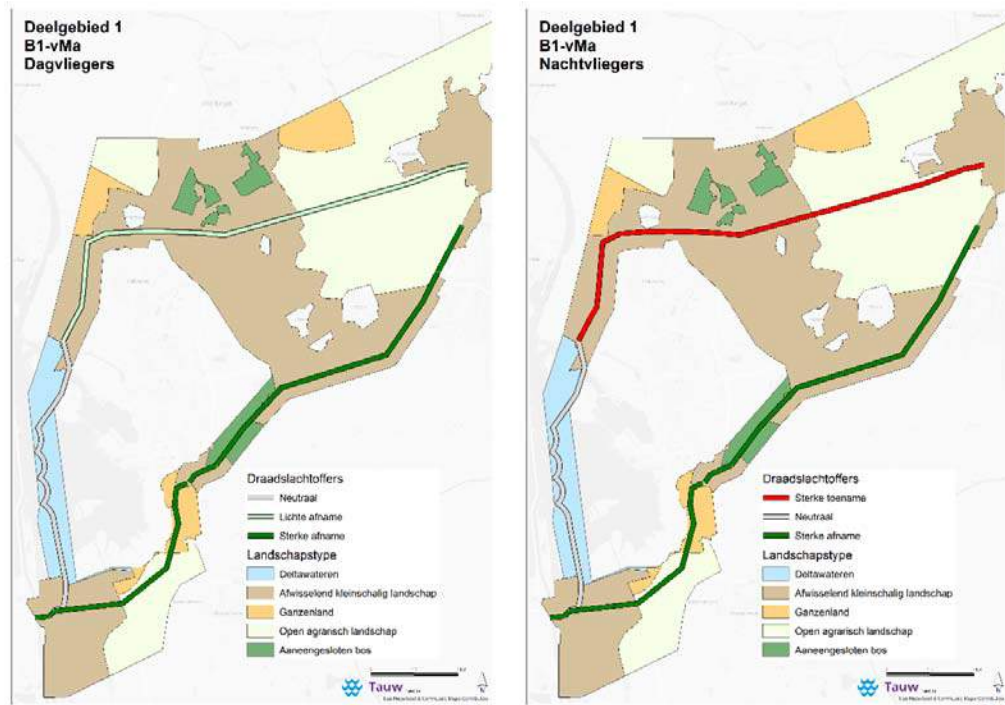 Deelgebied 1
B1-vMa
Dagvliegers
Draadslachtoffers
Neutraal
Lichte afname
Sterke afname
Landschapstype
Deltawateren
Afwisselend kleinschalig landschap
Ganzenland
Open agrarisch landschap
Aaneengesloten bos
Tauw
N
Deelgebied 1
B1-vMa
Nachtvliegers
Draadslachtoffers
Sterke toename
Neutraal
Sterke afname
Landschapstype
Deltawateren
Afwisselend kleinschalig landschap
Ganzenland
Open agrarisch landschap
Aaneengesloten bos
Tauw
N